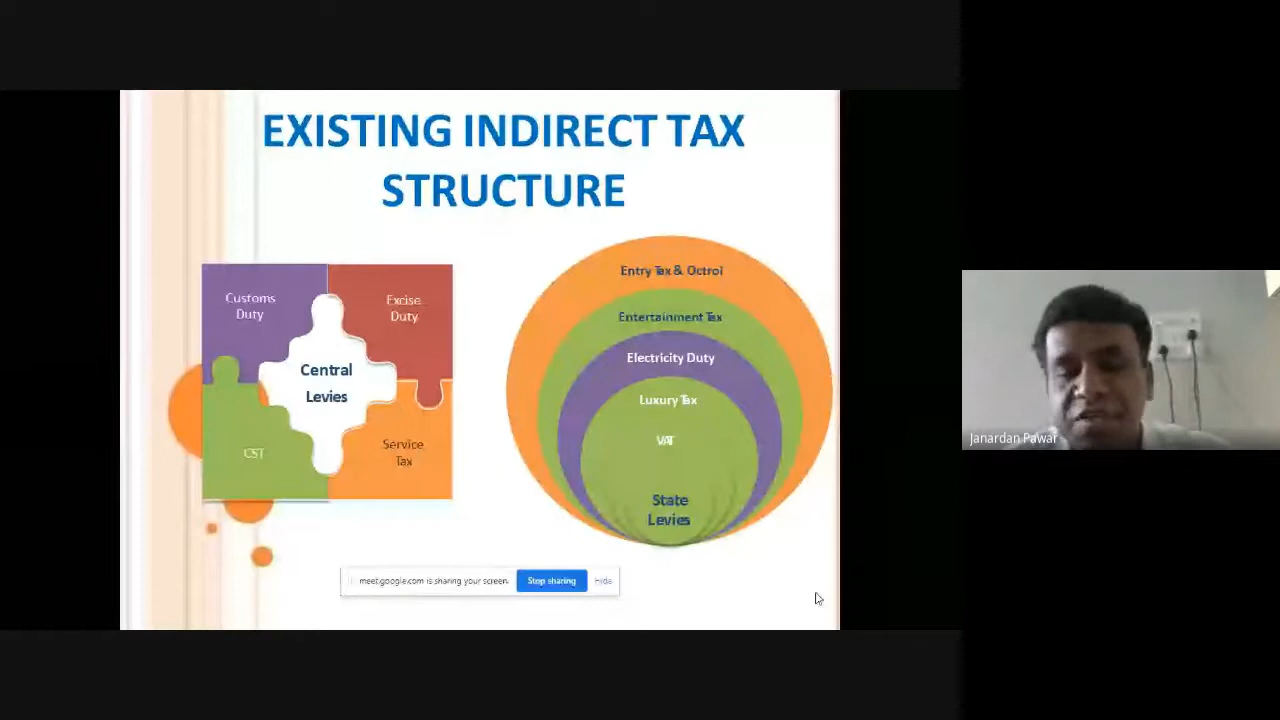 EXISTING INDIRECT TAX
STRUCTURE
Customs
Duty
Excise
Duty
Central
Levies
CST
Service
Tax
Entry Tax & Octroi
Entertainment Tax
Electricity Duty
Luxury Tax
VAT
State
Levies
meet.google.com is sharing your screen.
Stop sharing
Hide
Janardan Pawar